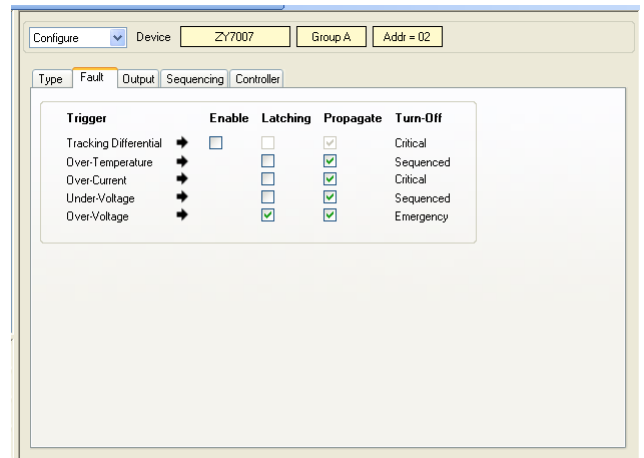 Configure Device ZY7007 Group A Addr = 02
Type Fault Output Sequencing Controller
Trigger Enable Latching Propagate Turn-Off
Tracking Differential Critical
Over-Temperature Sequenced
Over-Current Critical
Under-Voltage Sequenced
Over-Voltage Emergency